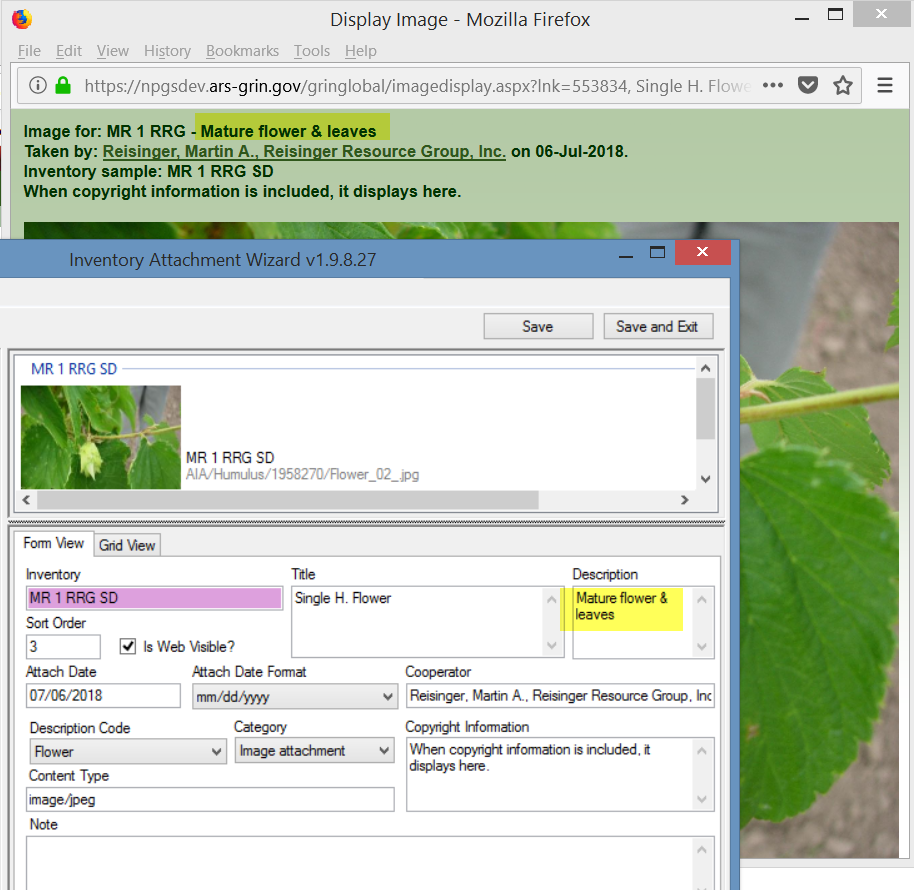 Display Image - Mozilla Firefox
File Edit View History Bookmarks Tools Help
https://npgsdev.ars-grin.gov/gringlobal/imagedisplay.aspx?lnk=553834, Single H. Flowe
Image for: MR 1 RRG - Mature flower & leaves
Taken by: Reisinger, Martin A., Reisinger Resource Group, Inc. on 06-Jul-2018.
Inventory sample: MR 1 RRG SD
When copyright information is included, it displays here.
Inventory Attachment Wizard v1.9.8.27
Save Save and Exit
MR 1 RRG SD
MR 1 RRG SD
AIA/Humulus/1958270/Flower_02_.jpg
Form View Grid View
Inventory Title Description
MR 1 RRG SD Single H. Flower Mature flower &
leaves
Sort Order
3 Is Web Visible?
Attach Date Attach Date Format Cooperator
07/06/2018 mm/dd/yyyy Reisinger, Martin A., Reisinger Resource Group, Inc
Description Code Category Copyright Information
Flower Image attachment When copyright information is included, it
displays here.
Content Type
image/jpeg
Note